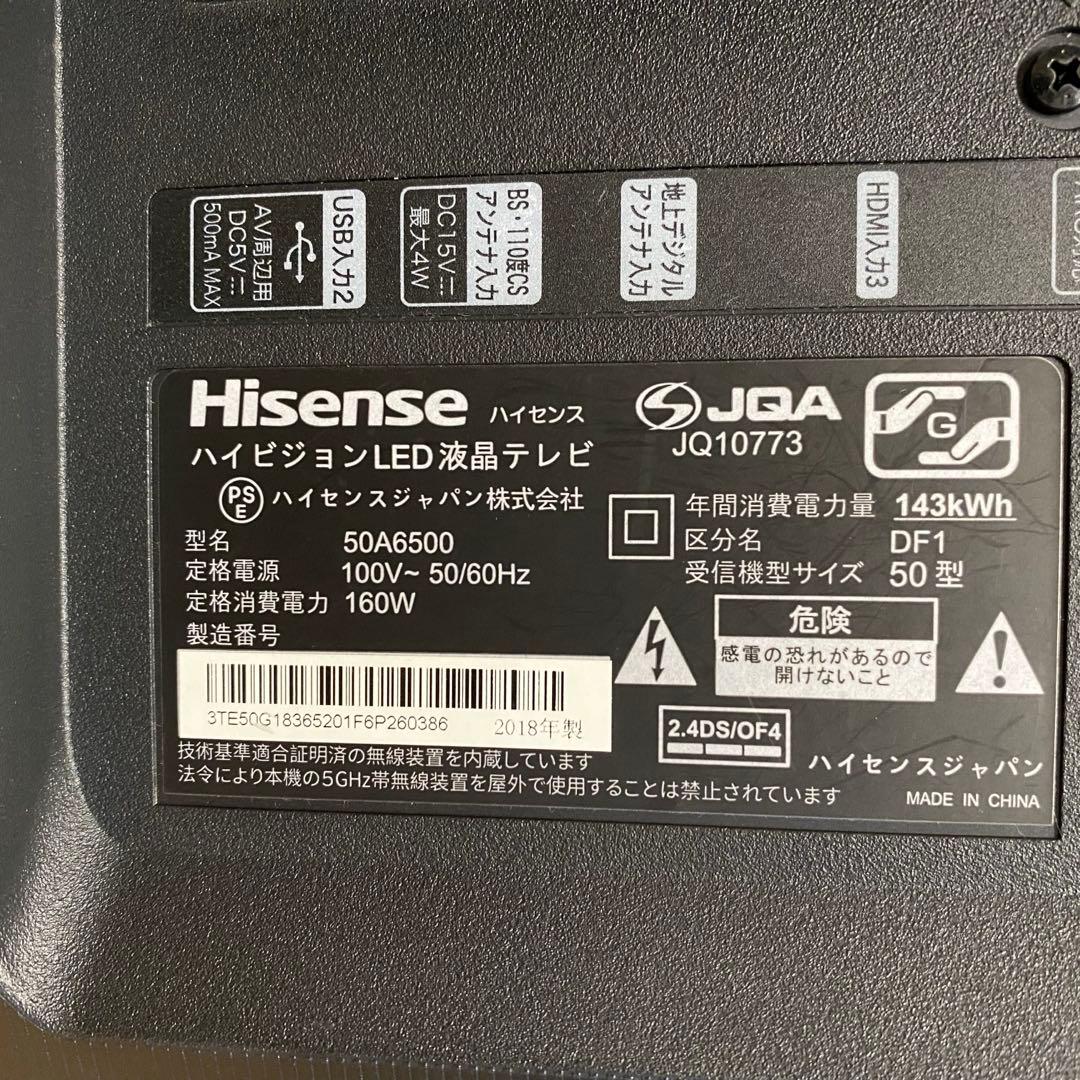 USB入力2
AV周辺用
DC5V⎓
500mA MAX
BS・110度CS
アンテナ入力
DC15V⎓
最大4W
地上デジタル
アンテナ入力
HDMI入力3
Hisense ハイセンス
JQA
JQ10773
G
ハイビジョンLED液晶テレビ
PSE ハイセンスジャパン株式会社
型名 50A6500
定格電源 100V~ 50/60Hz
定格消費電力 160W
製造番号
3TE50G18365201F6P260386 2018年製
年間消費電力量 143kWh
区分名 DF1
受信機型サイズ 50型
危険
感電の恐れがあるので
開けないこと
2.4DS/OF4
技術基準適合証明済の無線装置を内蔵しています
法令により本機の5GHz帯無線装置を屋外で使用することは禁止されています
ハイセンスジャパン
MADE IN CHINA